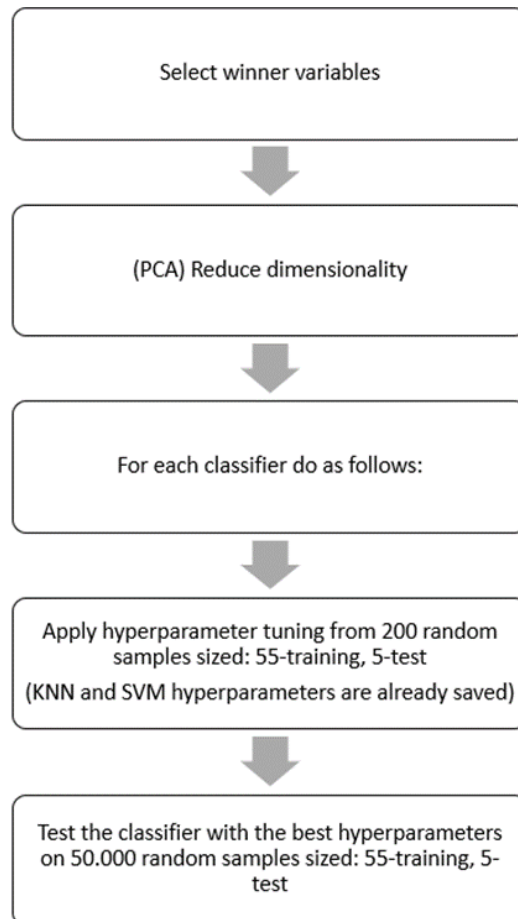 Select winner variables
(PCA) Reduce dimensionality
For each classifier do as follows:
Apply hyperparameter tuning from 200 random
samples sized: 55-training, 5-test
(KNN and SVM hyperparameters are already saved)
Test the classifier with the best hyperparameters
on 50.000 random samples sized: 55-training, 5-
test